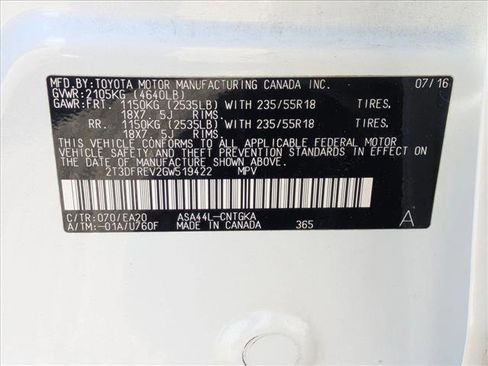 MFD.BY:TOYOTA MOTOR MANUFACTURING CANADA INC. 07/16
GVWR:2105KG (4640LB)
GAWR:FRT. 1150KG (2535LB) WITH 235/55R18 TIRES,
18X7. 5J RIMS.
RR. 1150KG (2535LB) WITH 235/55R18 TIRES,
18X7. 5J RIMS.
THIS VEHICLE CONFORMS TO ALL APPLICABLE FEDERAL MOTOR
VEHICLE SAFETY AND THEFT PREVENTION STANDARDS IN EFFECT ON
THE DATE OF MANUFACTURE SHOWN ABOVE.
2T3DFREV2GW519422 MPV
C/TR:070/EA20 ASA44L-CNTGKA A
A/TM:-01A/U760F MADE IN CANADA 365